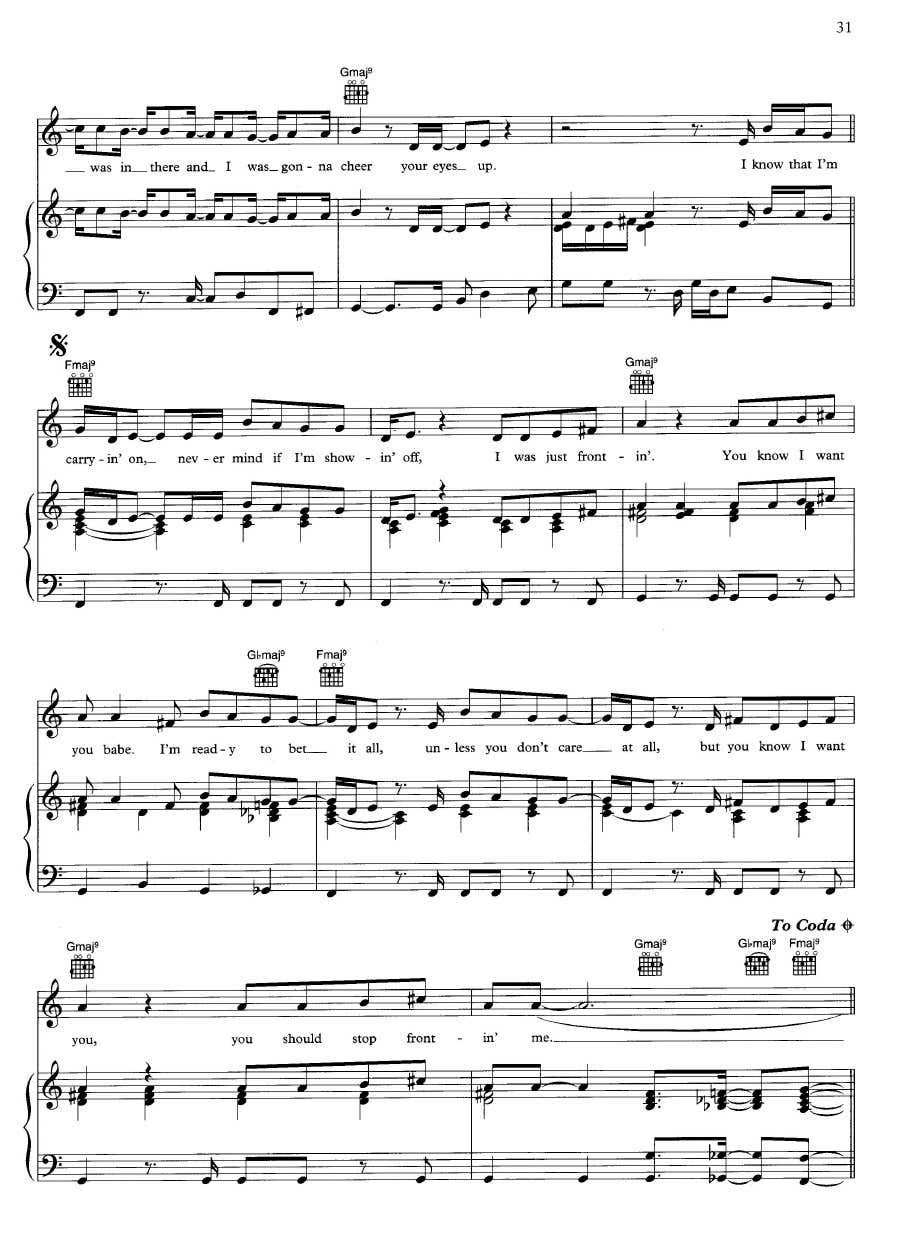 31
Gmaj9
was in there and I was gon - na cheer your eyes up. I know that I'm
Fmaj9 Gmaj9
carry - in' on, nev - er mind if I'm show - in' off, I was just front - in'. You know I want
G♭maj9 Fmaj9
you babe. I'm read - y to bet it all, un - less you don't care at all, but you know I want
To Coda
Gmaj9 Gmaj9 G♭maj9 Fmaj9
you, you should stop front - in' me.